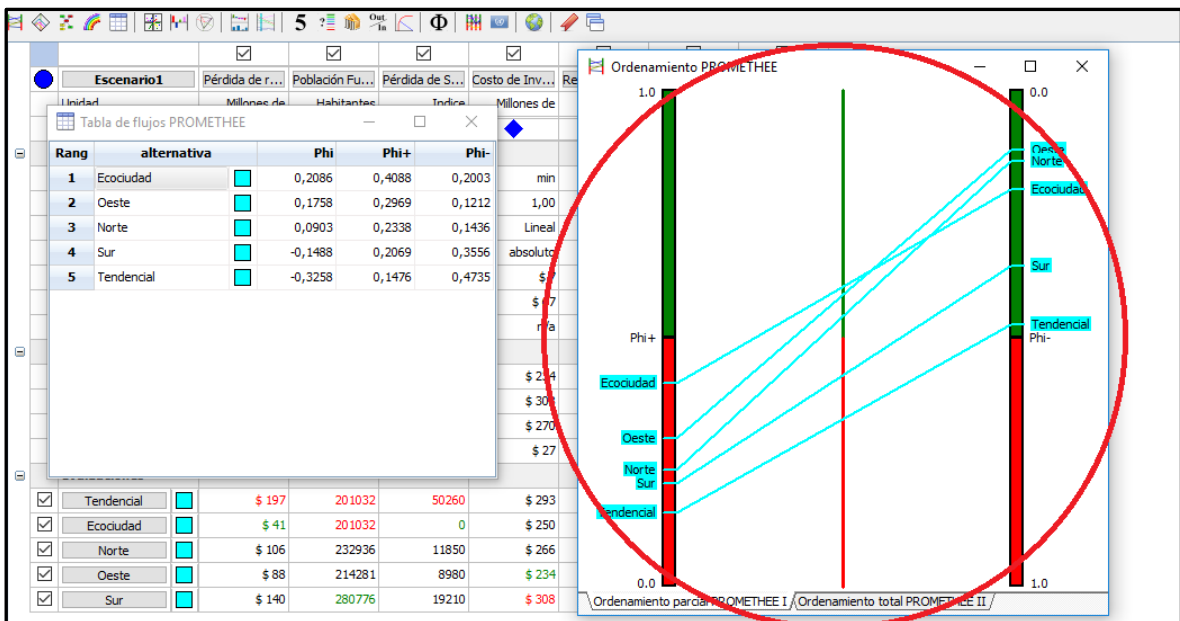 5 ?
Out
In
Φ
Escenario1 Pérdida de r... Población Fu... Pérdida de S... Costo de Inv... Re
Unidad Millones de Habitantes Indice Millones de
Tabla de flujos PROMETHEE
Rang alternativa Phi Phi+ Phi-
1 Ecociudad 0,2086 0,4088 0,2003 min
2 Oeste 0,1758 0,2969 0,1212 1,00
3 Norte 0,0903 0,2338 0,1436 Lineal
4 Sur -0,1488 0,2069 0,3556 absoluto
5 Tendencial -0,3258 0,1476 0,4735
n/a
$ 270
$ 27
Tendencial $ 197 201032 50260 $ 293
Ecociudad $ 41 201032 0 $ 250
Norte $ 106 232936 11850 $ 266
Oeste $ 88 214281 8980 $ 234
Sur $ 140 280776 19210 $ 308
Ordenamiento PROMETHEE
1.0 0.0
Oeste
Norte
Ecociudad
Sur
Tendencial
Phi+ Phi-
Ecociudad
Oeste
Norte
Sur
Tendencial
0.0 1.0
Ordenamiento parcial PROMETHEE I Ordenamiento total PROMETHEE II